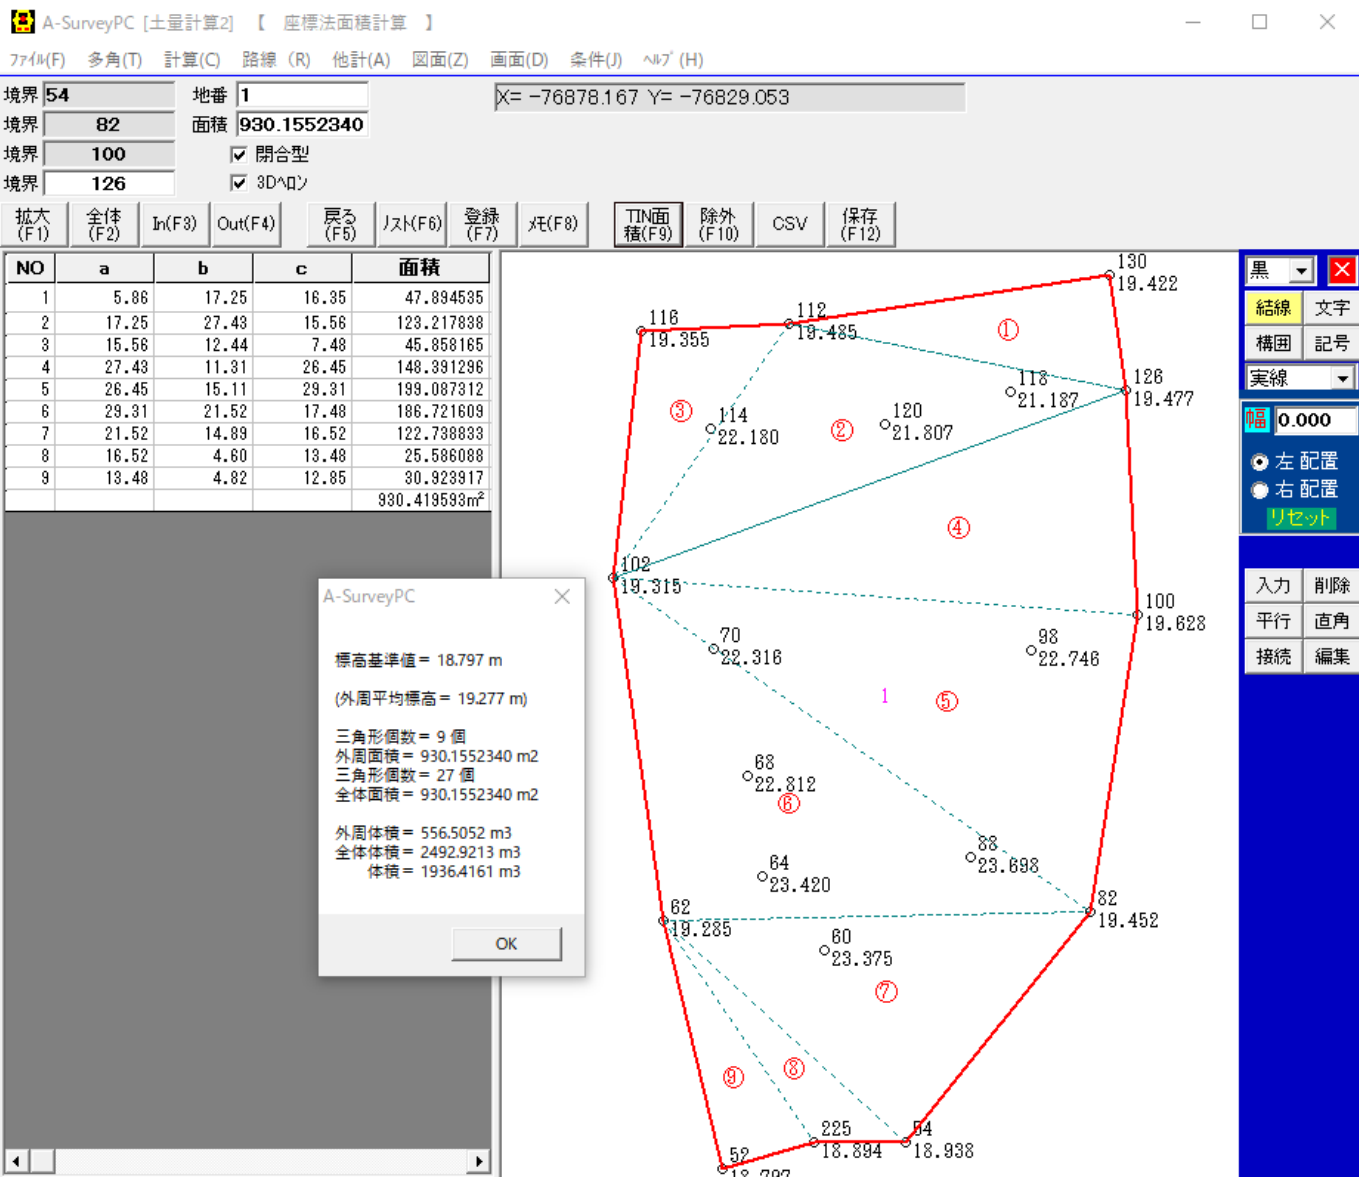 A-SurveyPC [土量計算2] 【 座標法面積計算 】
ﾌｧｲﾙ(F) 多角(T) 計算(C) 路線 (R) 他計(A) 図面(Z) 画面(D) 条件(J) ﾍﾙﾌﾟ(H)
境界 54 地番 1 X= -76878.167 Y= -76829.053
境界 82 面積 930.1552340
境界 100 閉合型
境界 126 3Dﾍﾛﾝ
拡大(F1) 全体(F2) In(F3) Out(F4) 戻る(F5) ﾘｽﾄ(F6) 登録(F7) ﾒﾓ(F8) TIN面積(F9) 除外(F10) CSV 保存(F12)
NO a b c 面積
1 5.86 17.25 16.35 47.894535
2 17.25 27.43 15.56 123.217838
3 15.56 12.44 7.48 45.858165
4 27.43 11.31 26.45 148.391296
5 26.45 15.11 29.31 199.087312
6 29.31 21.52 17.48 186.721609
7 21.52 14.89 16.52 122.738833
8 16.52 4.60 13.48 25.586088
9 13.48 4.82 12.85 30.923917
930.419593m²
A-SurveyPC
標高基準値= 18.797 m
(外周平均標高= 19.277 m)
三角形個数= 9 個
外周面積= 930.1552340 m2
三角形個数= 27 個
全体面積= 930.1552340 m2
外周体積= 556.5052 m3
全体体積= 2492.9213 m3
体積= 1936.4161 m3
OK
130
19.422
112
19.485
116
19.355
①
126
19.477
118
21.187
③
114
22.180
120
21.807
②
④
102
19.315
100
19.628
70
22.316
98
22.746
1
⑤
68
22.812
⑥
88
23.698
64
23.420
82
19.452
62
19.285
60
23.375
⑦
⑧
⑨
225
18.894
54
18.938
52
18.797
黒
結線 文字
構囲 記号
実線
幅 0.000
左 配置
右 配置
リセット
入力 削除
平行 直角
接続 編集